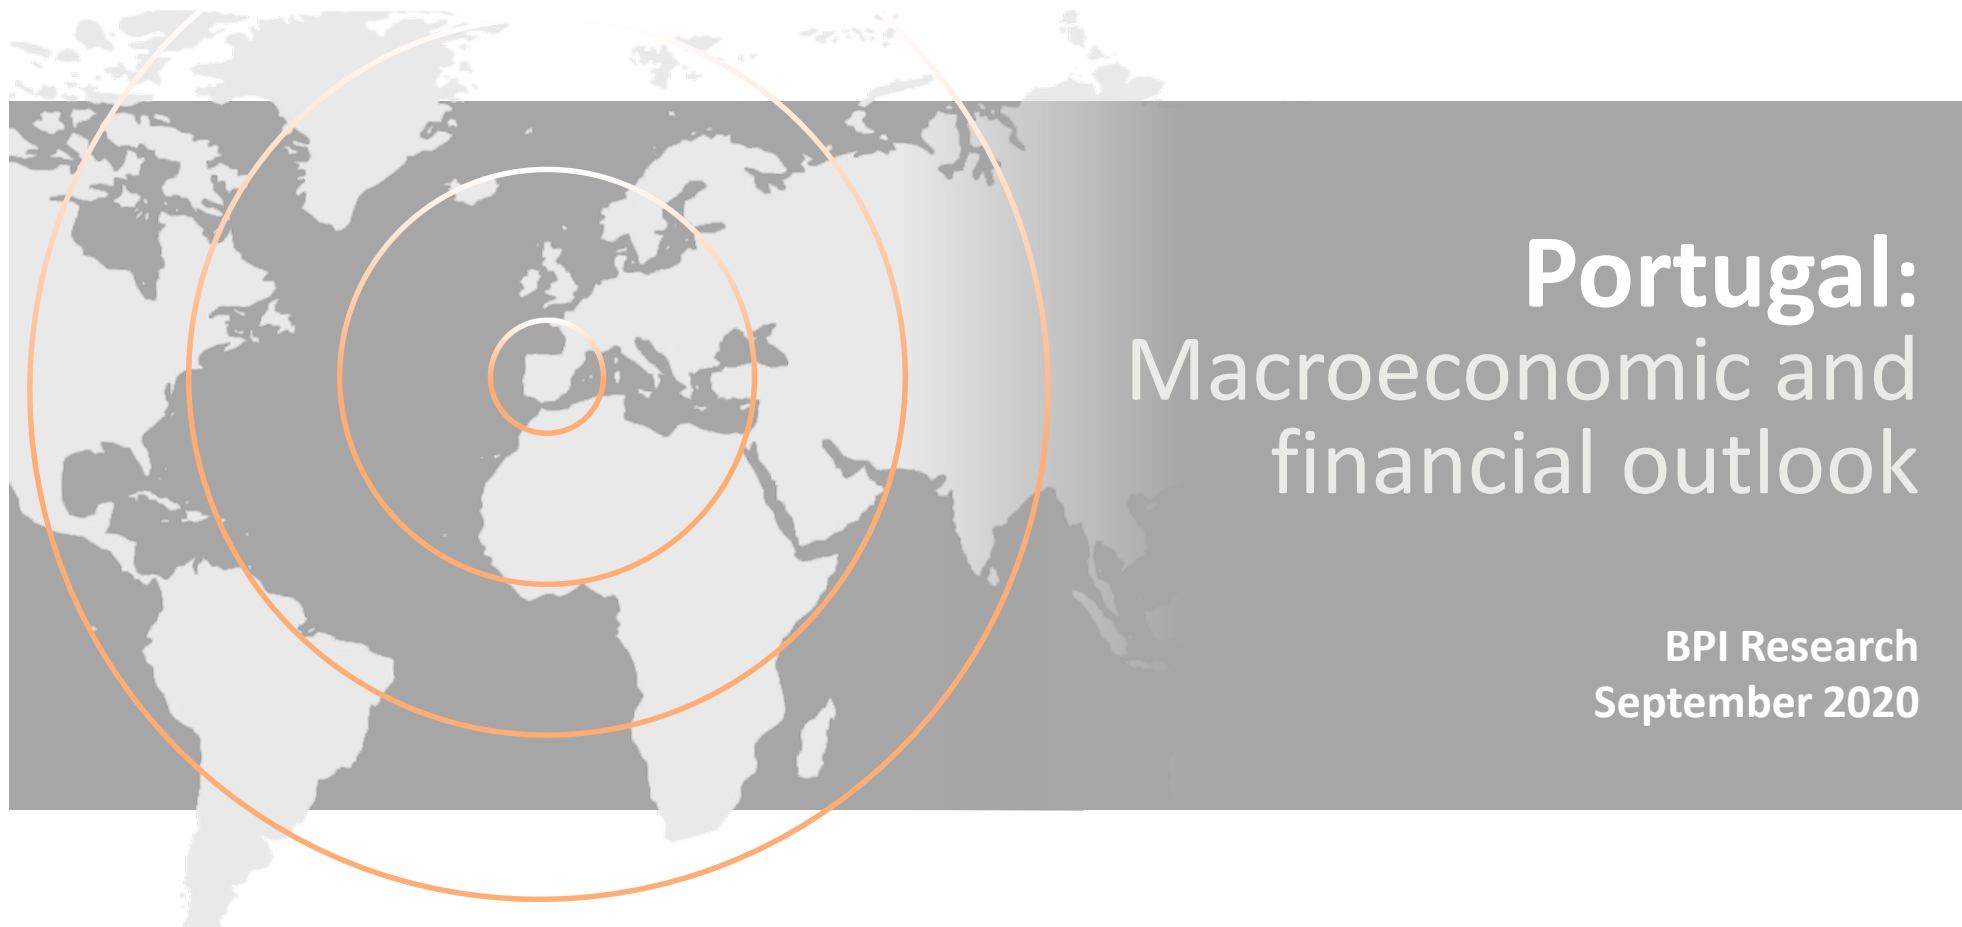 Portugal:
Macroeconomic and
financial outlook
BPI Research
September 2020